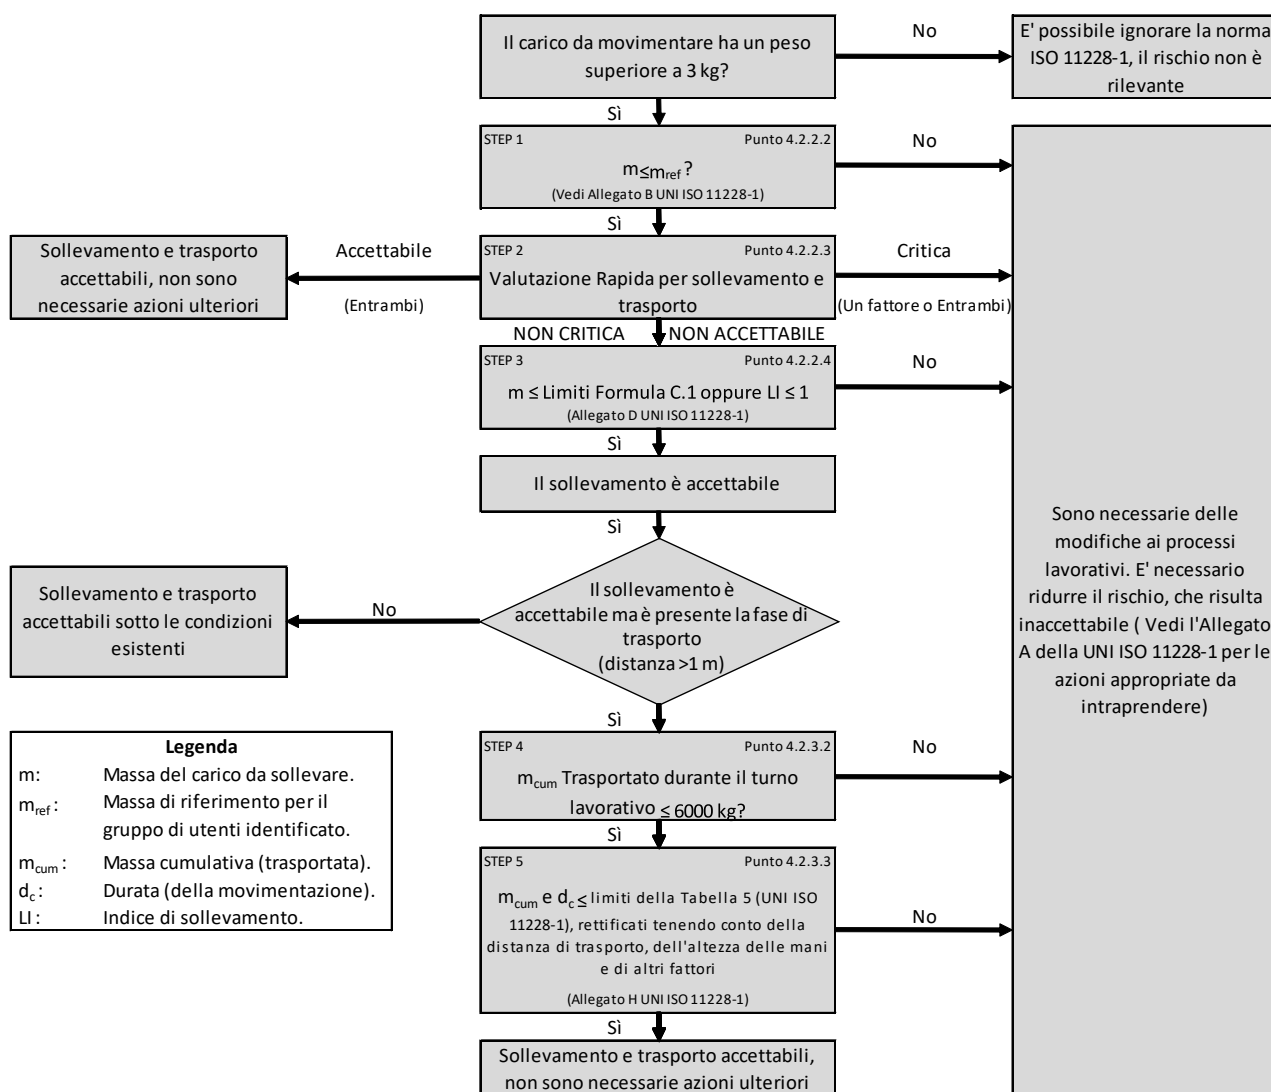 Il carico da movimentare ha un peso
superiore a 3 kg?
No
E' possibile ignorare la norma
ISO 11228-1, il rischio non è
rilevante
Sì
STEP 1 Punto 4.2.2.2
m≤mref ?
(Vedi Allegato B UNI ISO 11228-1)
No
Sì
Sollevamento e trasporto
accettabili, non sono
necessarie azioni ulteriori
Accettabile
(Entrambi)
STEP 2 Punto 4.2.2.3
Valutazione Rapida per sollevamento e
trasporto
Critica
(Un fattore o Entrambi)
NON CRITICA NON ACCETTABILE
STEP 3 Punto 4.2.2.4
m ≤ Limiti Formula C.1 oppure LI ≤ 1
(Allegato D UNI ISO 11228-1)
No
Sì
Il sollevamento è accettabile
Sì
Sono necessarie delle
modifiche ai processi
lavorativi. E' necessario
ridurre il rischio, che risulta
inaccettabile ( Vedi l'Allegato
A della UNI ISO 11228-1 per le
azioni appropriate da
intraprendere)
Il sollevamento è
accettabile ma è presente la fase di
trasporto
(distanza >1 m)
No
Sollevamento e trasporto
accettabili sotto le condizioni
esistenti
Sì
STEP 4 Punto 4.2.3.2
mcum Trasportato durante il turno
lavorativo ≤ 6000 kg?
No
Sì
Legenda
m: Massa del carico da sollevare.
mref : Massa di riferimento per il
gruppo di utenti identificato.
mcum : Massa cumulativa (trasportata).
dc : Durata (della movimentazione).
LI : Indice di sollevamento.
STEP 5 Punto 4.2.3.3
mcum e dc ≤ limiti della Tabella 5 (UNI ISO
11228-1), rettificati tenendo conto della
distanza di trasporto, dell'altezza delle mani
e di altri fattori
(Allegato H UNI ISO 11228-1)
No
Sì
Sollevamento e trasporto accettabili,
non sono necessarie azioni ulteriori